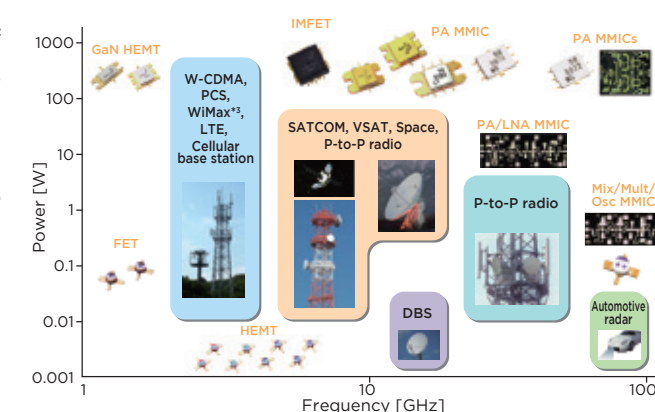 IMFET
PA MMIC
PA MMICs
GaN HEMT
1000
100
10
1
0.1
0.01
0.001
Power [W]
W-CDMA,
PCS,
WiMax*3,
LTE,
Cellular
base station
SATCOM, VSAT, Space,
P-to-P radio
PA/LNA MMIC
P-to-P radio
Mix/Mult/
Osc MMIC
FET
HEMT
DBS
Automotive
radar
1
10
100
Frequency [GHz]